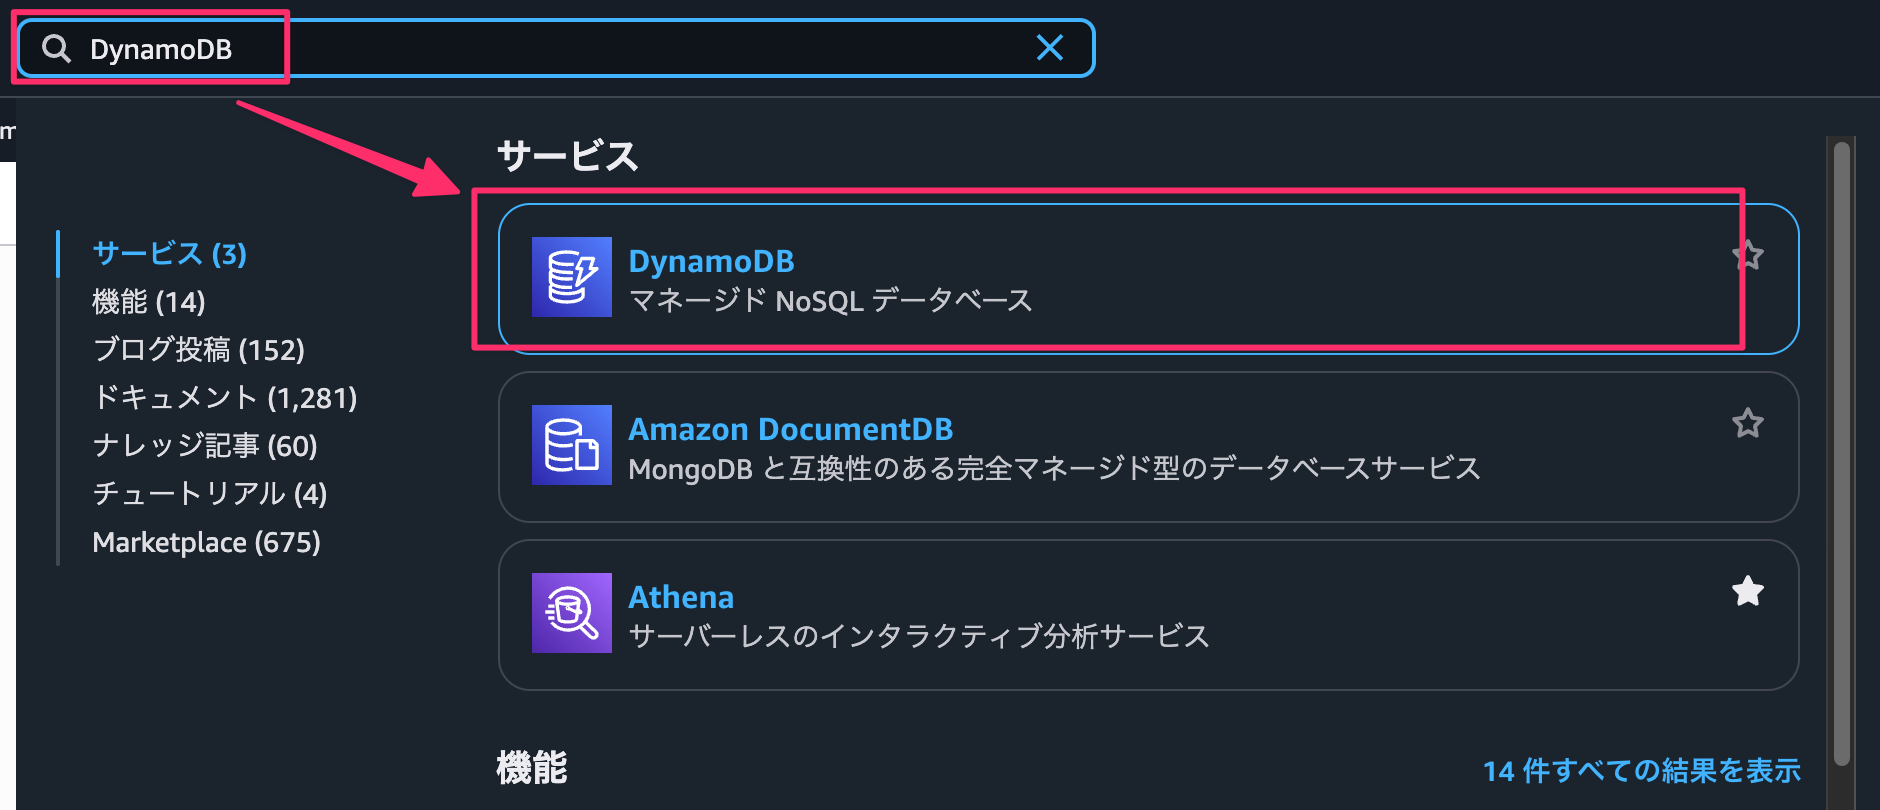 DynamoDB
サービス
サービス (3)
機能 (14)
ブログ投稿 (152)
ドキュメント (1,281)
ナレッジ記事 (60)
チュートリアル (4)
Marketplace (675)
DynamoDB
マネージド NoSQL データベース
Amazon DocumentDB
MongoDB と互換性のある完全マネージド型のデータベースサービス
Athena
サーバーレスのインタラクティブ分析サービス
機能
14 件すべての結果を表示